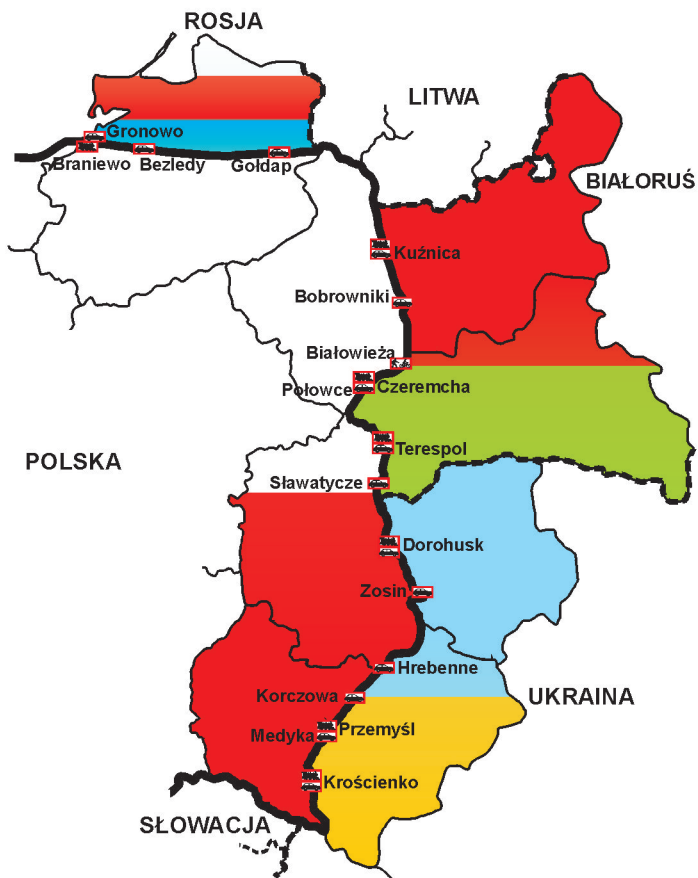 ROSJA
LITWA
Gronowo
Braniewo
Bezledy
Gołdap
BIAŁORUŚ
Kuźnica
Bobrowniki
Białowieża
Połowce
Czeremcha
Terespol
POLSKA
Sławatycze
Dorohusk
Zosin
Hrebenne
Korczowa
UKRAINA
Przemyśl
Medyka
Krościenko
SŁOWACJA